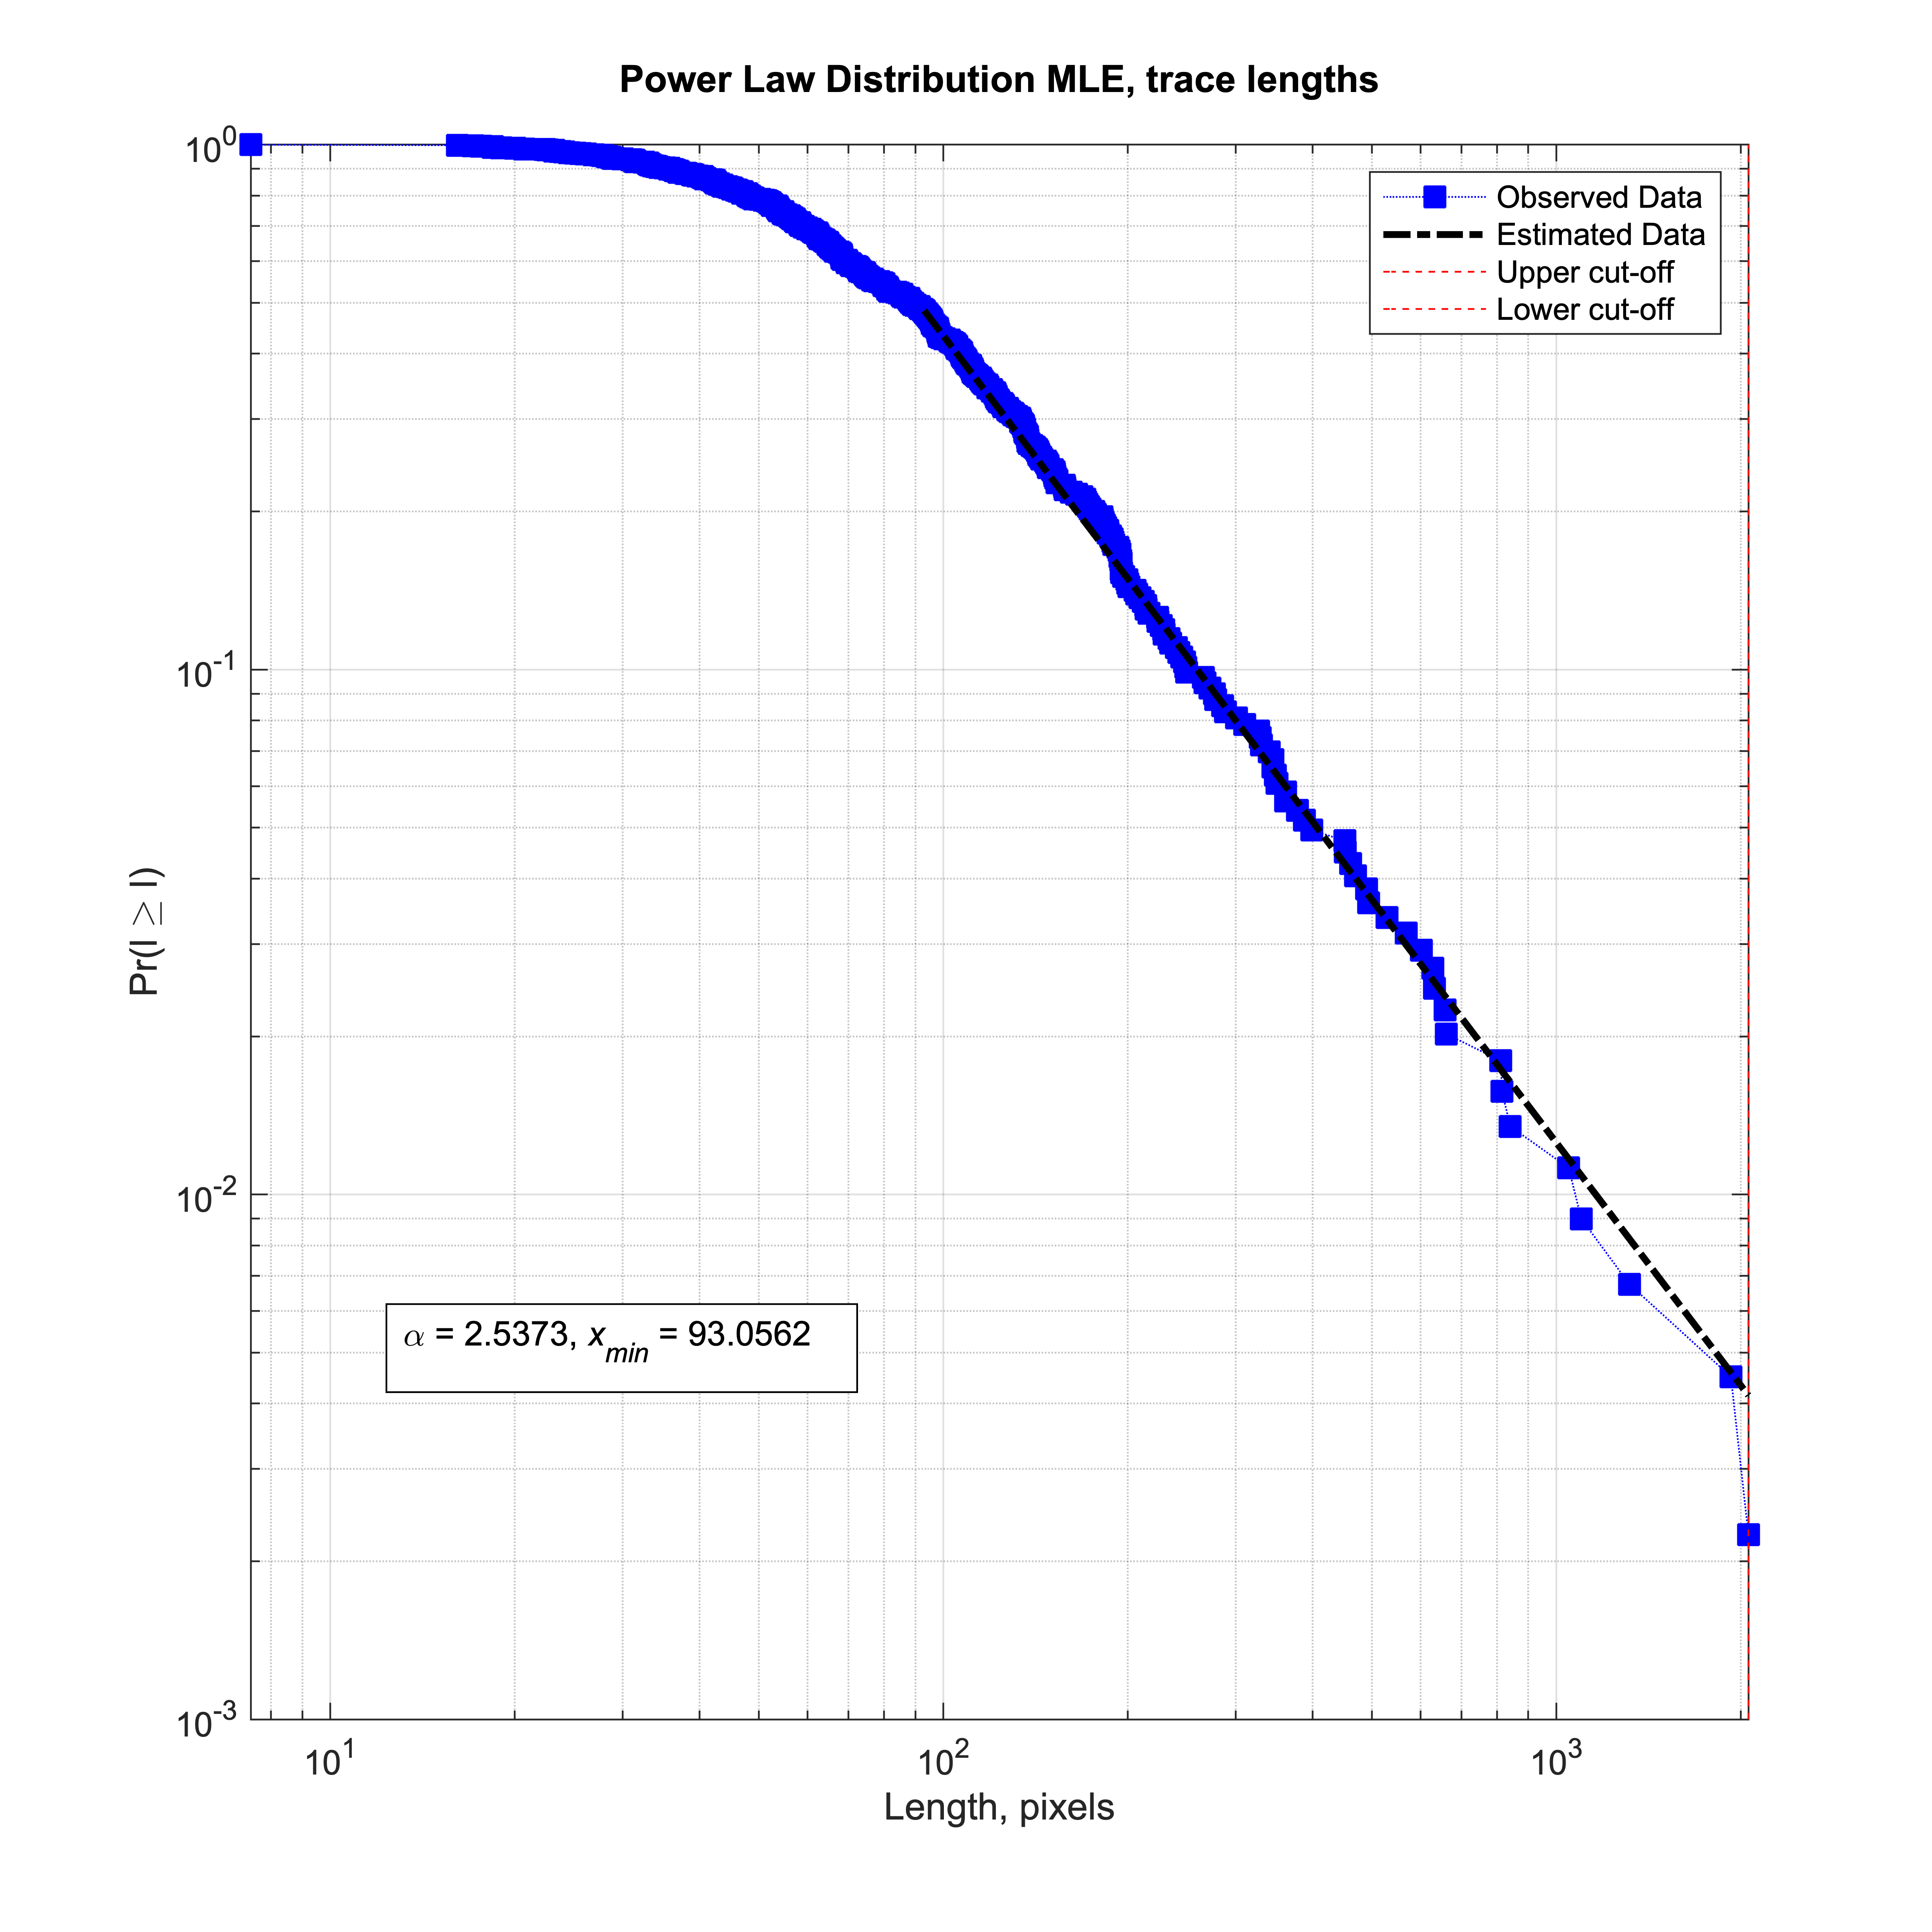 Power Law Distribution MLE, trace lengths
10^0
10^-1
10^-2
10^-3
Pr(I ≥ I)
Observed Data
Estimated Data
Upper cut-off
Lower cut-off
α = 2.5373, x_min = 93.0562
10^1 10^2 10^3
Length, pixels